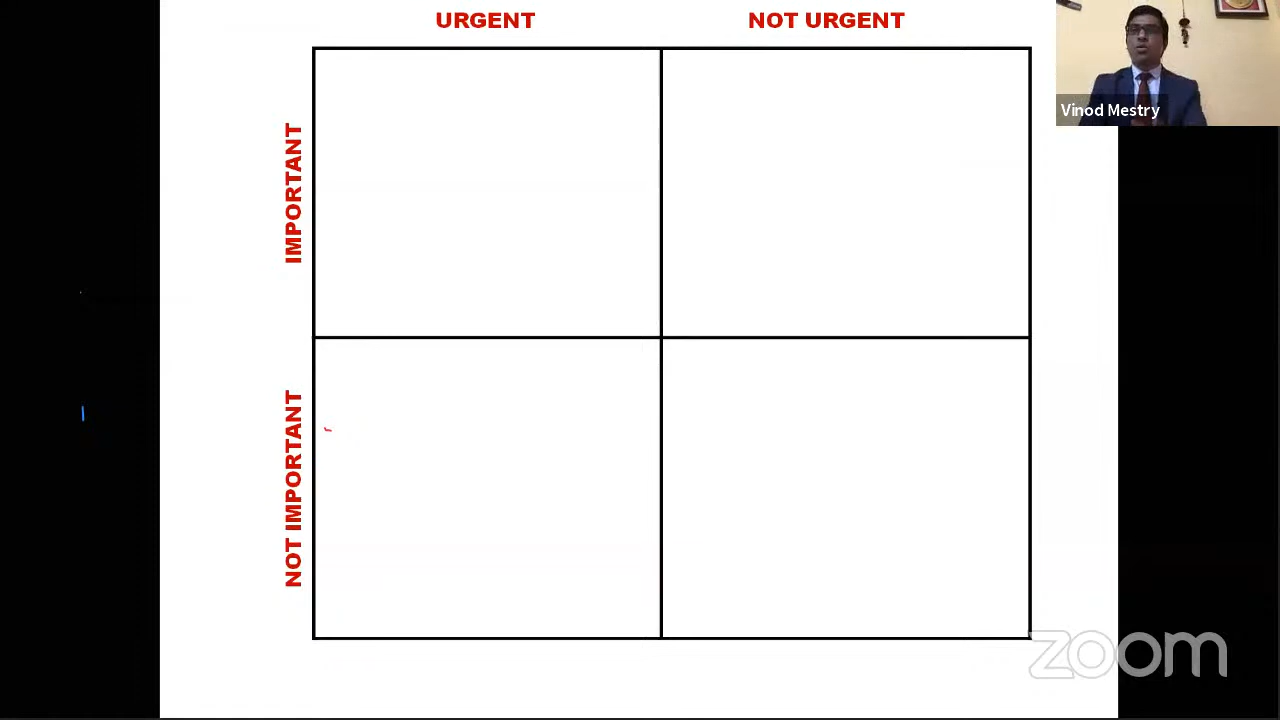 URGENT
NOT URGENT
IMPORTANT
NOT IMPORTANT
Vinod Mestry
zoom